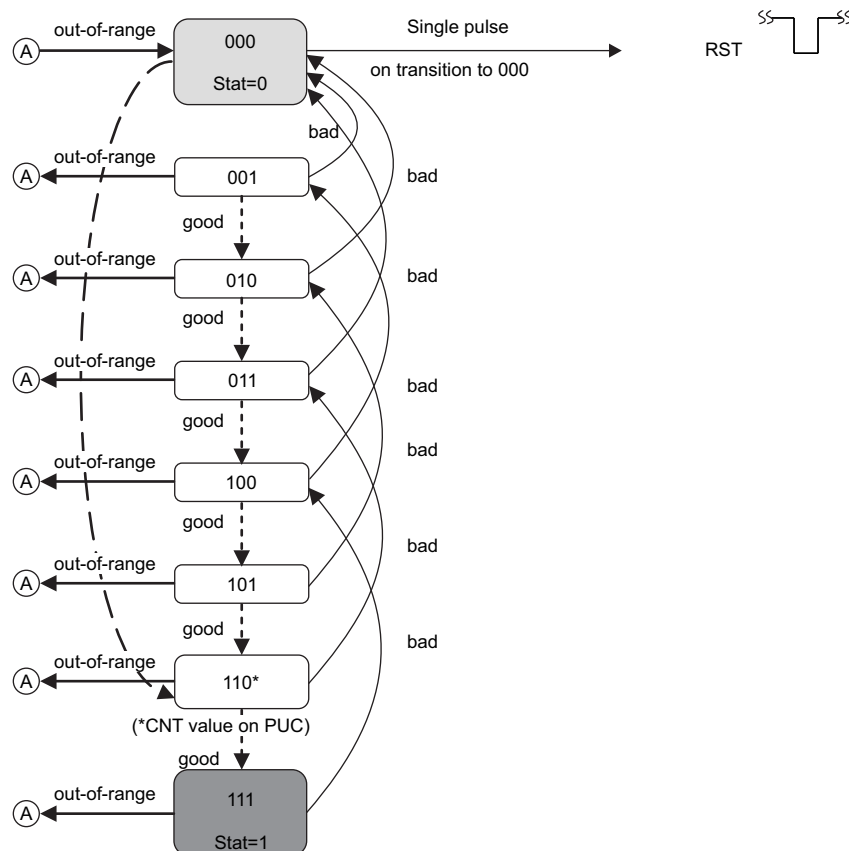 out-of-range
A
000
Stat=0
Single pulse
on transition to 000
RST
bad
out-of-range
A
001
bad
good
out-of-range
A
010
bad
good
out-of-range
A
011
bad
good
bad
out-of-range
A
100
good
bad
out-of-range
A
101
good
bad
out-of-range
A
110*
(*CNT value on PUC)
good
out-of-range
A
111
Stat=1